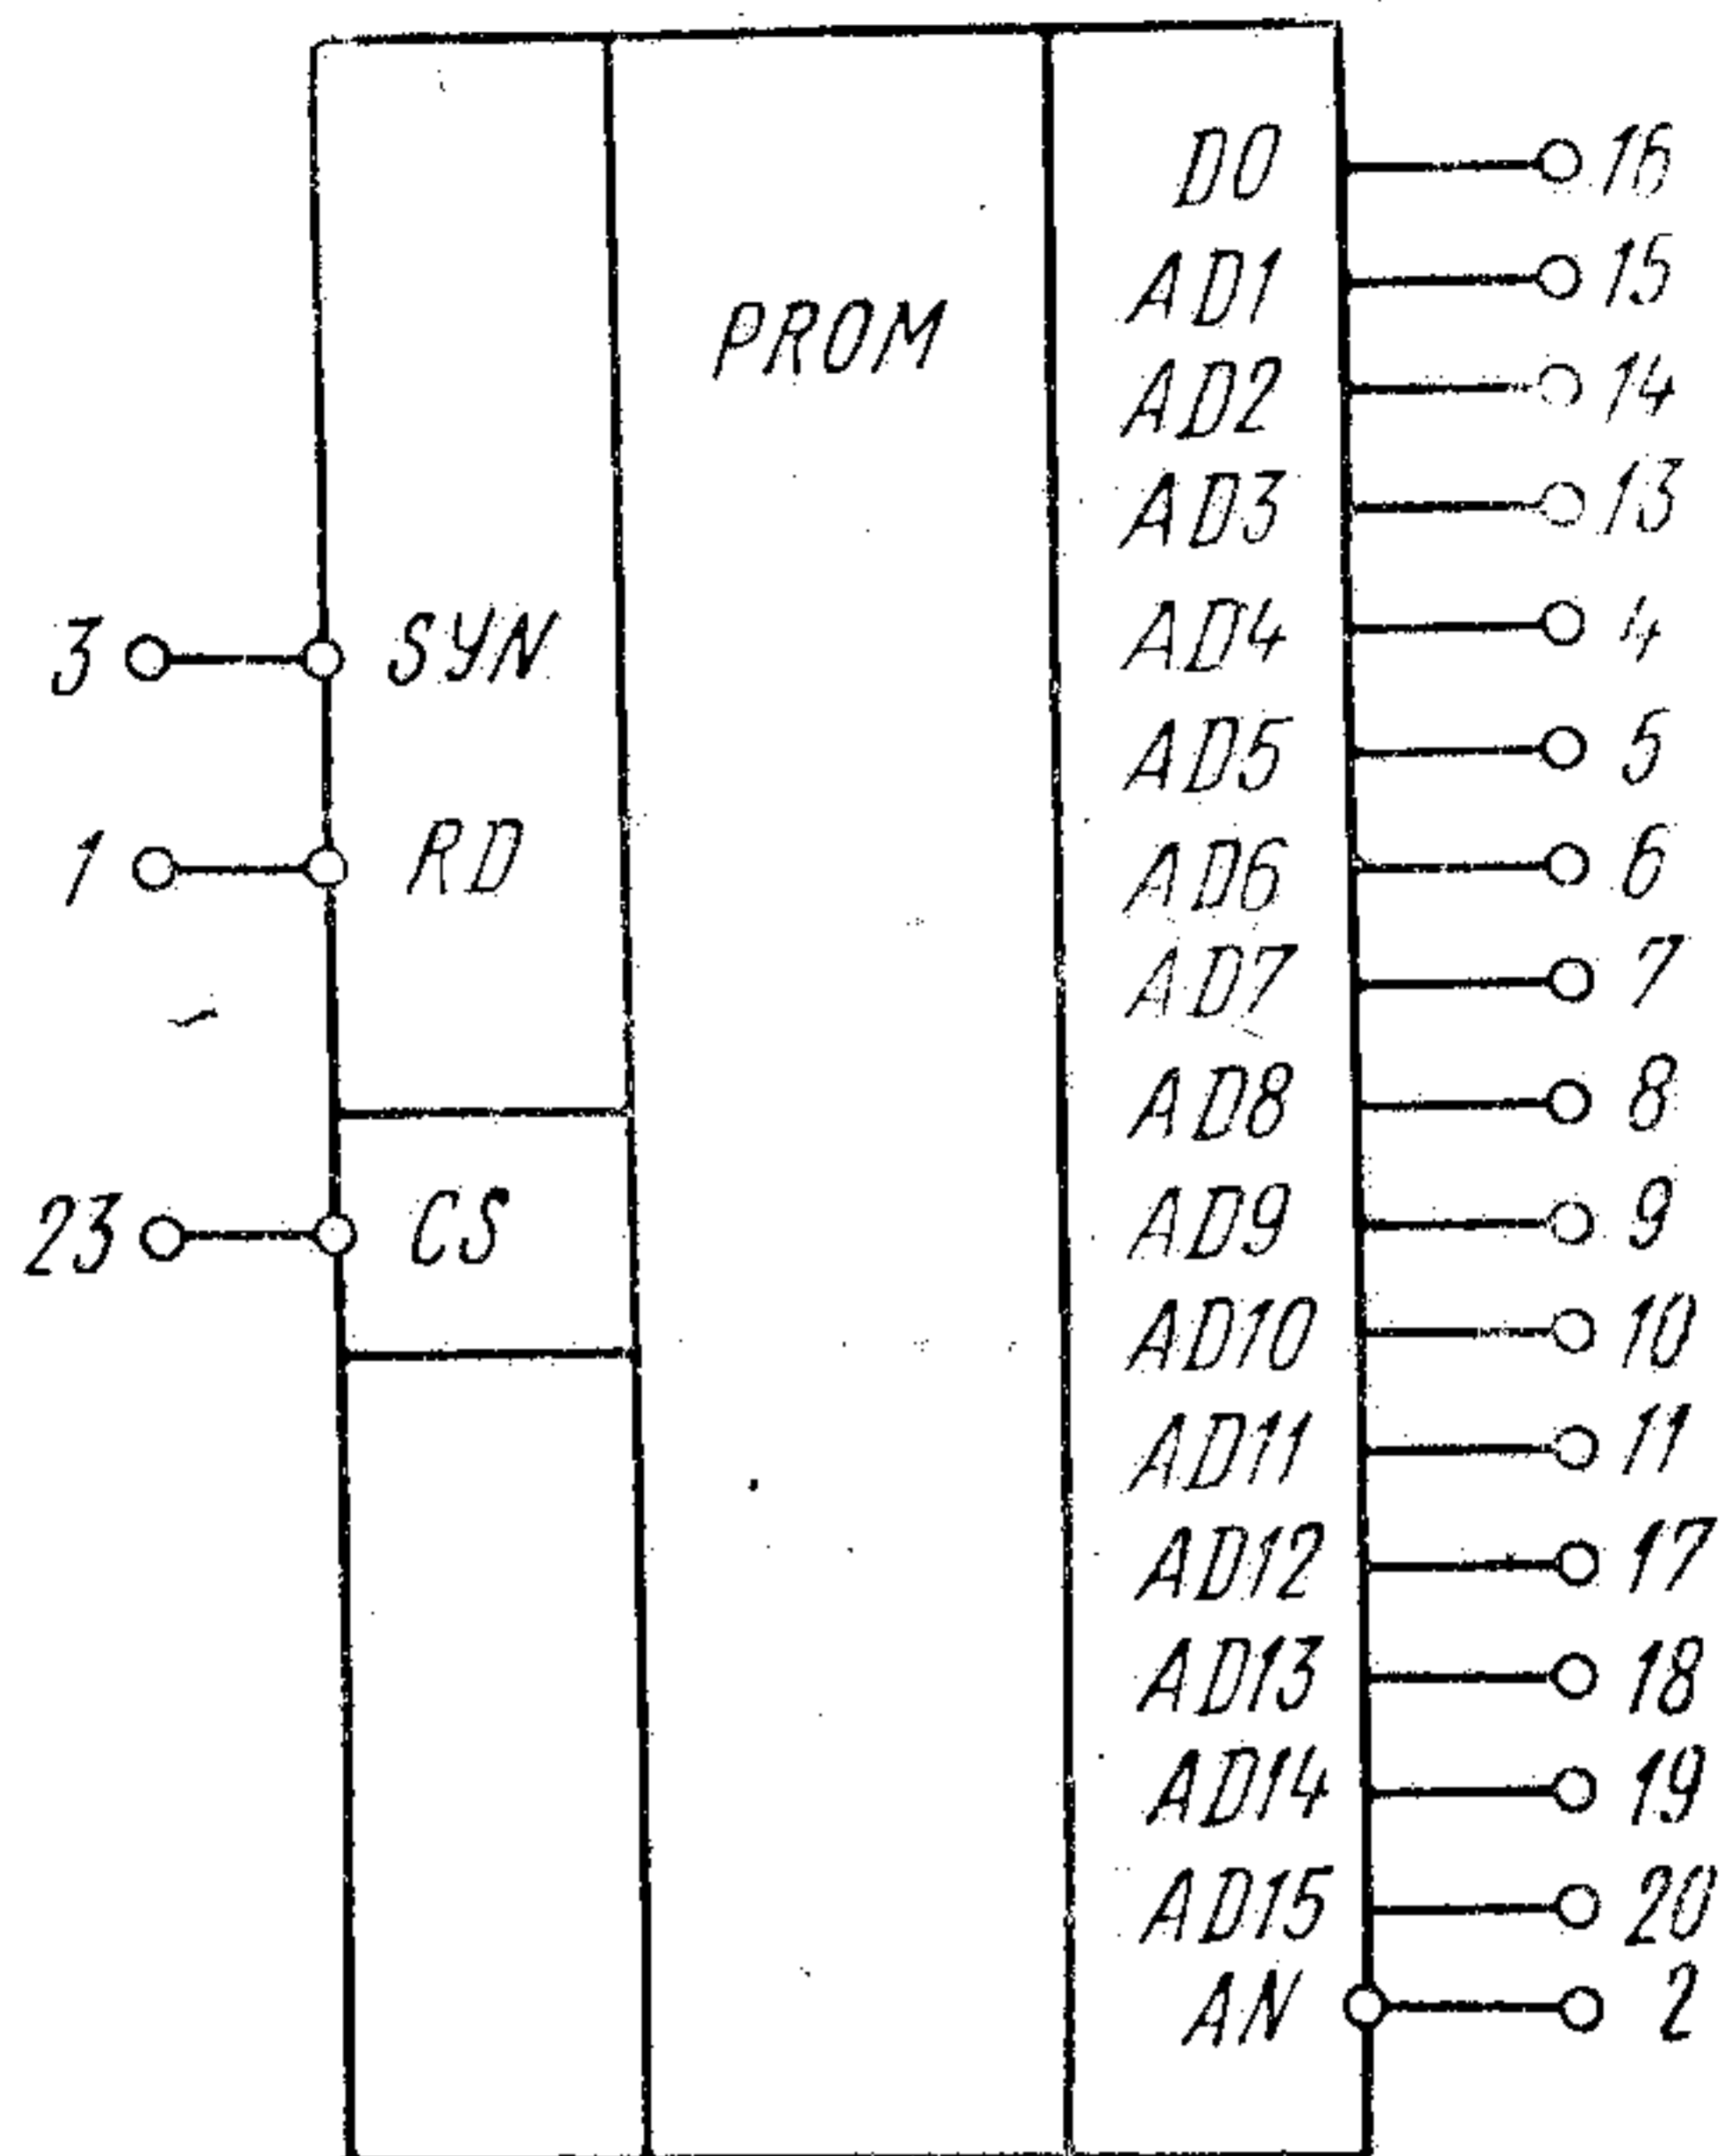 D0 16
AD1 15
PROM
AD2 14
AD3 13
3 SYN
AD4 4
AD5 5
1 RD
AD6 6
AD7 7
AD8 8
23 CS
AD9 9
AD10 10
AD11 11
AD12 17
AD13 18
AD14 19
AD15 20
AN 2